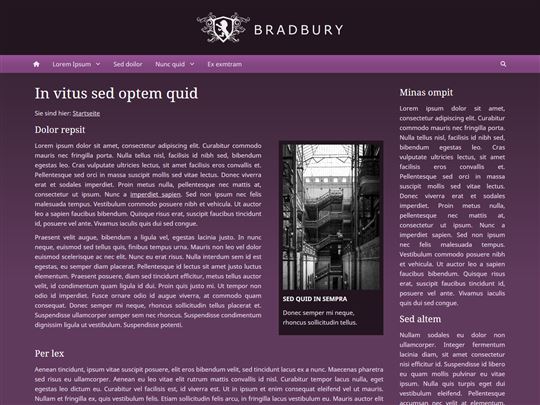 BRADBURY
Lorem Ipsum
Sed doilor
Nunc quid
Ex exmtram
In vitus sed optem quid
Sie sind hier: Startseite
Dolor repsit
Lorem ipsum dolor sit amet, consectetur adipiscing elit. Curabitur commodo
mauris nec fringilla porta. Nulla tellus nisl, facilisis id nibh sed, bibendum
egestas leo. Cras vulputate ultricies lectus, sit amet facilisis eros convallis et.
Pellentesque sed orci in massa suscipit mollis sed vitae lectus. Donec viverra
erat et sodales imperdiet. Proin metus nulla, pellentesque nec mattis at,
consectetur ut ipsum. Nunc a imperdiet sapien. Sed non ipsum nec felis
malesuada tempus. Vestibulum commodo posuere nibh et vehicula. Ut auctor
leo a sapien faucibus bibendum. Quisque risus erat, suscipit faucibus tincidunt
id, posuere vel ante. Vivamus iaculis quis dui sed congue.
Praesent velit augue, bibendum a ligula vel, egestas lacinia justo. In nunc
neque, euismod sed tellus quis, finibus tempus urna. Mauris non leo vel dolor
euismod scelerisque ac nec elit. Nunc eu erat risus. Nulla interdum sem id est
egestas, eu semper diam placerat. Pellentesque id lectus sit amet justo luctus
elementum. Praesent posuere, diam sed tincidunt efficitur, metus tellus auctor
velit, id condimentum quam ligula id dui. Proin quis justo mi. Ut tempor non
odio id imperdiet. Fusce ornare odio id augue viverra, at commodo quam
consequat. Donec semper mi neque, rhoncus sollicitudin tellus placerat et.
Suspendisse ullamcorper semper sem nec rhoncus. Suspendisse condimentum
dignissim ligula ut vestibulum. Suspendisse potenti.
SED QUID IN SEMPRA
Donec semper mi neque,
rhoncus sollicitudin tellus.
Per lex
Aenean tincidunt, ipsum vitae suscipit posuere, elit eros bibendum velit, sed tincidunt lacus ex a nunc. Maecenas pharetra
sed risus eu ullamcorper. Aenean eu leo vitae elit rutrum mattis convallis id nisl. Curabitur tempor lacus nulla, eget
egestas leo dictum eu. Curabitur vel facilisis est, id viverra est. Ut in ipsum et enim consequat eleifend vel ut mauris.
Nullam et fringilla ex, quis vestibulum felis. Etiam sollicitudin felis arcu, in fringilla lacus vestibulum eu. Mauris auctor elit
Minas ompit
Lorem ipsum dolor sit amet,
consectetur adipiscing elit.
Curabitur commodo mauris nec
fringilla porta. Nulla tellus nisl,
facilisis id nibh sed, bibendum
egestas leo. Cras
vulputate ultricies lectus, sit
amet facilisis eros convallis et.
Pellentesque sed orci in massa
suscipit mollis sed vitae lectus.
Donec viverra erat et sodales
imperdiet. Proin metus nulla,
pellentesque nec mattis at,
consectetur ut ipsum. Nunc a
imperdiet sapien. Sed non ipsum
nec felis malesuada tempus.
Vestibulum commodo posuere nibh
et vehicula. Ut auctor leo a sapien
faucibus bibendum. Quisque risus
erat, suscipit faucibus tincidunt id,
posuere vel ante. Vivamus iaculis
quis dui sed congue.
Sed altem
Nullam sodales eu dolor non
ullamcorper. Integer fermentum
lacinia diam, sit amet consectetur
nisi efficitur id. Suspendisse id libero
eu quam mollis pulvinar eu vitae
ipsum. Nulla quis turpis eget est
vestibulum eleifend. Pellentesque
accumsan nec velit at elementum.